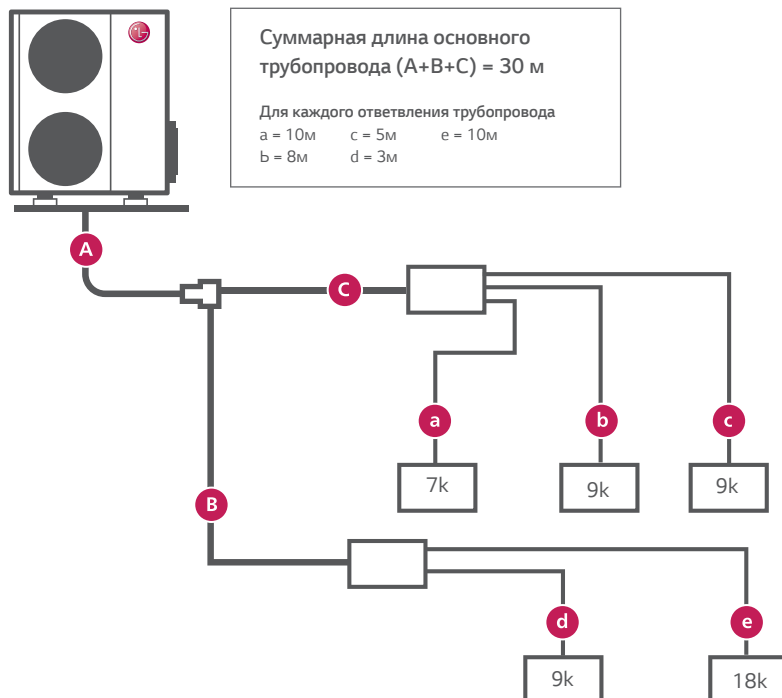 LG
Суммарная длина основного
трубопровода (A+B+C) = 30 м
Для каждого ответвления трубопровода
a = 10м c = 5м e = 10м
b = 8м d = 3м
A
C
a
b
c
7k
9k
9k
B
d
e
9k
18k